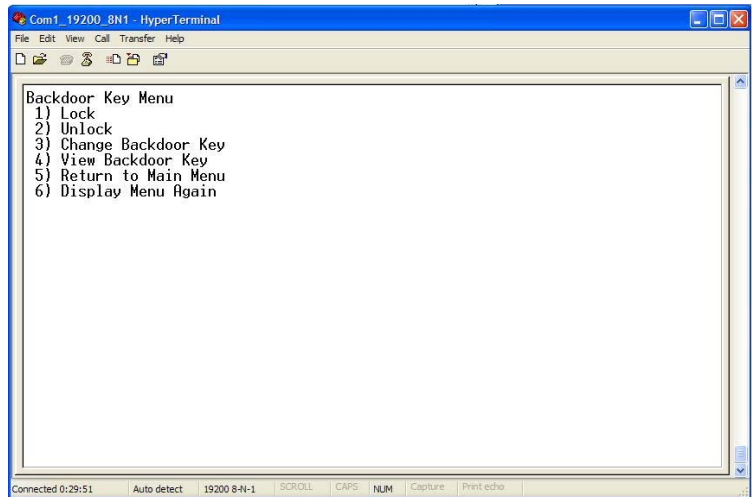 Com1_19200_8N1 - HyperTerminal
File Edit View Call Transfer Help
Backdoor Key Menu
1) Lock
2) Unlock
3) Change Backdoor Key
4) View Backdoor Key
5) Return to Main Menu
6) Display Menu Again
Connected 0:29:51 Auto detect 19200 8-N-1 SCROLL CAPS NUM Capture Print echo